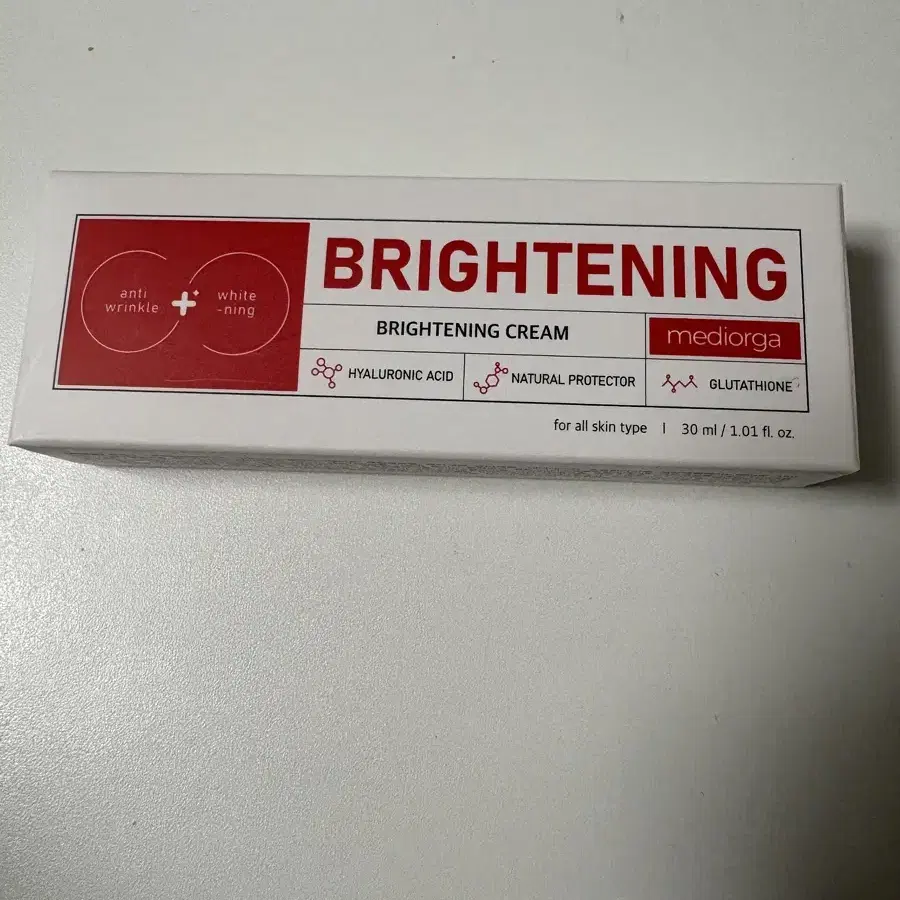 anti
wrinkle
white
-ning
BRIGHTENING
BRIGHTENING CREAM
mediorga
HYALURONIC ACID
NATURAL PROTECTOR
GLUTATHIONE
for all skin type | 30 ml / 1.01 fl. oz.